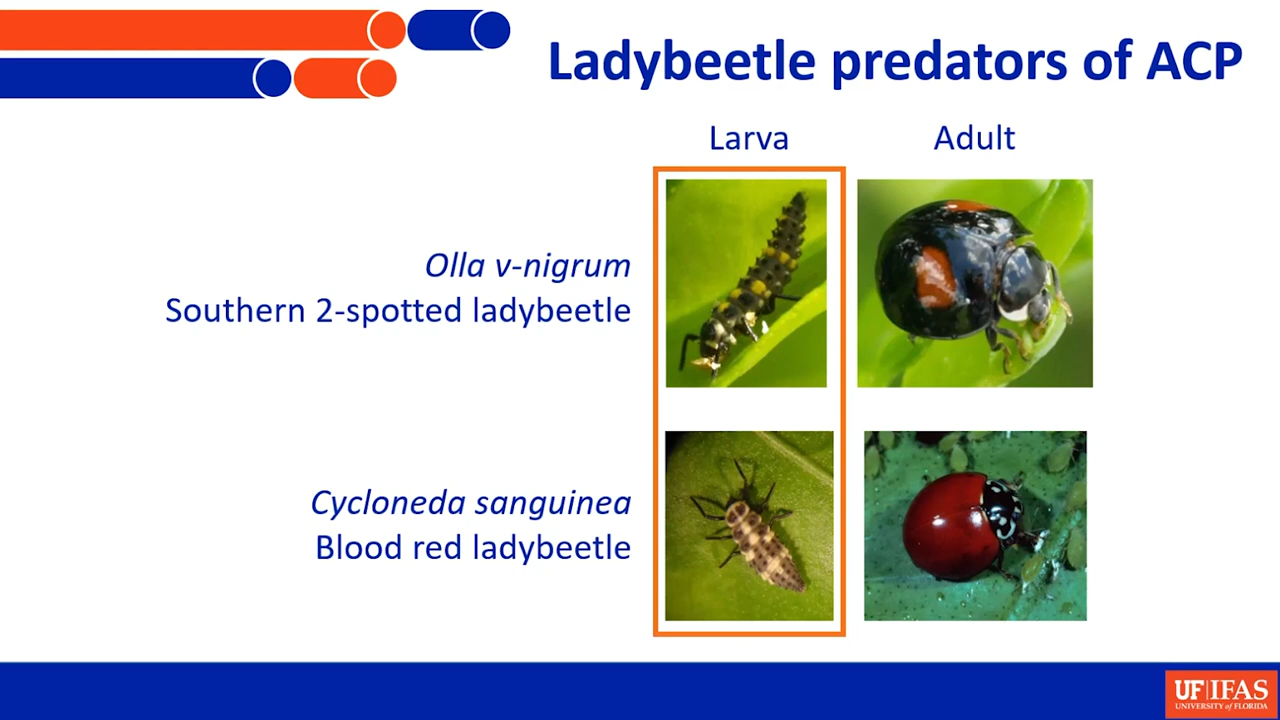 Ladybeetle predators of ACP
Larva
Adult
Olla v-nigrum
Southern 2-spotted ladybeetle
Cycloneda sanguinea
Blood red ladybeetle
UF|IFAS
UNIVERSITY of FLORIDA